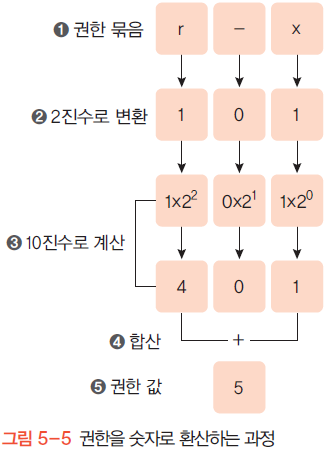 ❶ 권한 묶음 r - x
❷ 2진수로 변환 1 0 1
1×2² 0×2¹ 1×2⁰
❸ 10진수로 계산
4 0 1
❹ 합산 +
❺ 권한 값 5
그림 5-5 권한을 숫자로 환산하는 과정